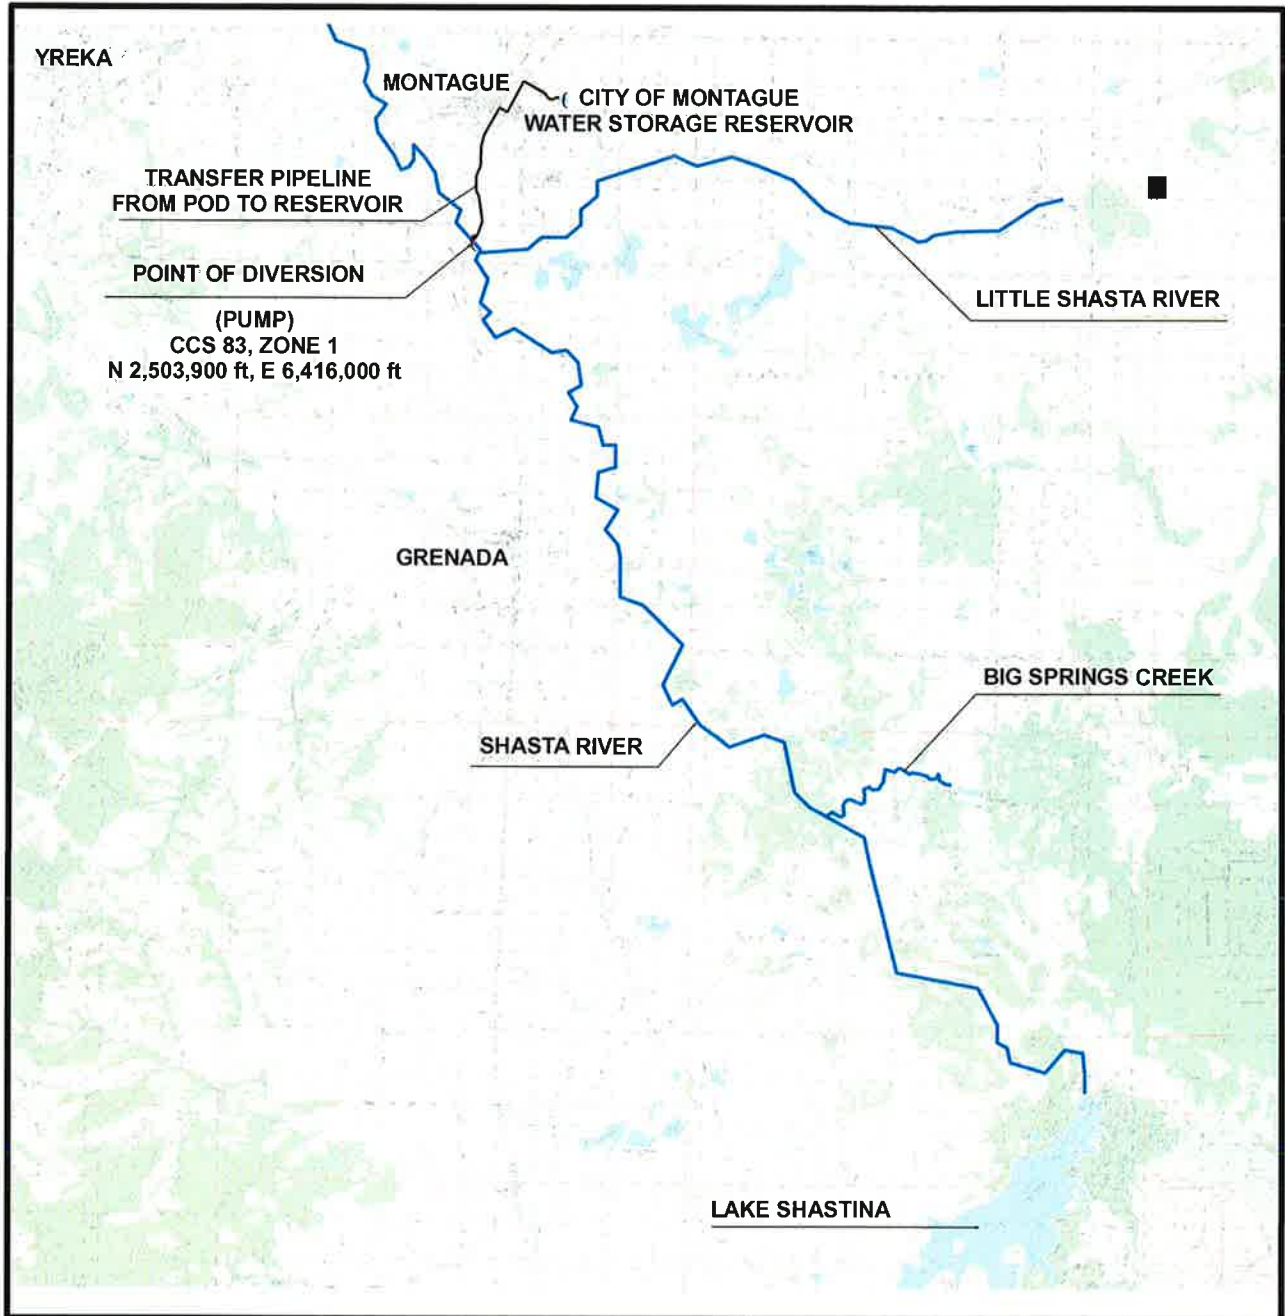 YREKA
MONTAGUE
CITY OF MONTAGUE
WATER STORAGE RESERVOIR
TRANSFER PIPELINE
FROM POD TO RESERVOIR
POINT OF DIVERSION
(PUMP)
CCS 83, ZONE 1
N 2,503,900 ft, E 6,416,000 ft
LITTLE SHASTA RIVER
GRENADA
BIG SPRINGS CREEK
SHASTA RIVER
LAKE SHASTINA